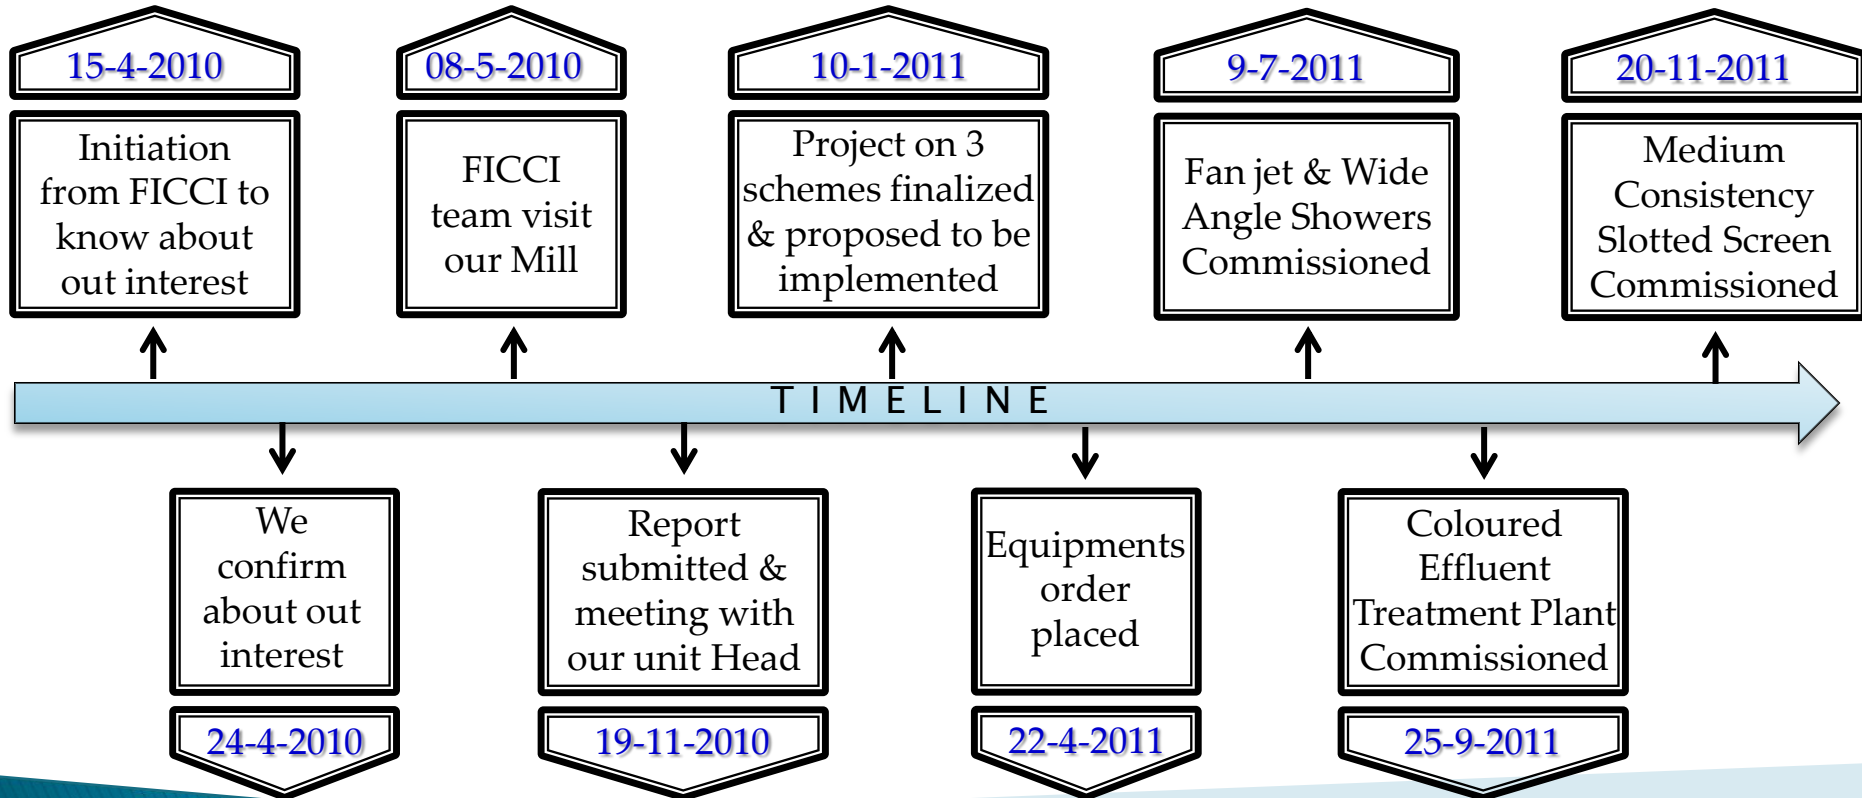 15-4-2010
Initiation
from FICCI to
know about
out interest
08-5-2010
FICCI
team visit
our Mill
10-1-2011
Project on 3
schemes finalized
& proposed to be
implemented
9-7-2011
Fan jet & Wide
Angle Showers
Commissioned
20-11-2011
Medium
Consistency
Slotted Screen
Commissioned
TIMELINE
We
confirm
about out
interest
24-4-2010
Report
submitted &
meeting with
our unit Head
19-11-2010
Equipments
order
placed
22-4-2011
Coloured
Effluent
Treatment Plant
Commissioned
25-9-2011